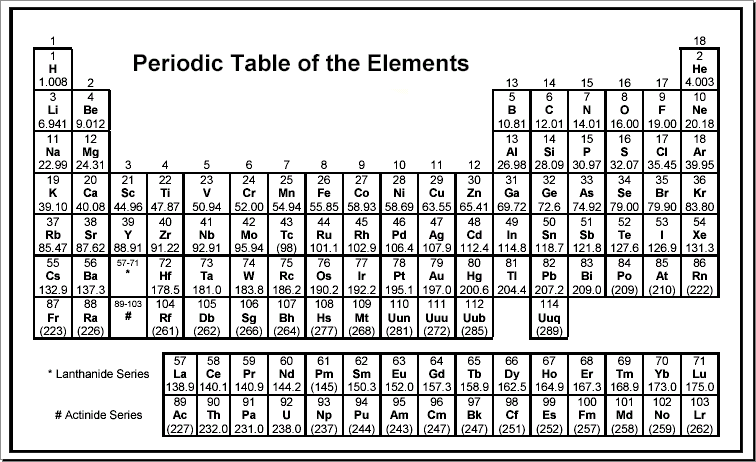 1 18
1 2
H Periodic Table of the Elements He
1.008 2 13 14 15 16 17 4.003
3 4 5 6 7 8 9 10
Li Be B C N O F Ne
6.941 9.012 10.81 12.01 14.01 16.00 19.00 20.18
11 12 13 14 15 16 17 18
Na Mg Al Si P S Cl Ar
22.99 24.31 3 4 5 6 7 8 9 10 11 12 26.98 28.09 30.97 32.07 35.45 39.95
19 20 21 22 23 24 25 26 27 28 29 30 31 32 33 34 35 36
K Ca Sc Ti V Cr Mn Fe Co Ni Cu Zn Ga Ge As Se Br Kr
39.10 40.08 44.96 47.87 50.94 52.00 54.94 55.85 58.93 58.69 63.55 65.41 69.72 72.6 74.92 79.00 79.90 83.80
37 38 39 40 41 42 43 44 45 46 47 48 49 50 51 52 53 54
Rb Sr Y Zr Nb Mo Tc Ru Rh Pd Ag Cd In Sn Sb Te I Xe
85.47 87.62 88.91 91.22 92.91 95.94 (98) 101.1 102.9 106.4 107.9 112.4 114.8 118.7 121.8 127.6 126.9 131.3
55 56 57-71 72 73 74 75 76 77 78 79 80 81 82 83 84 85 86
Cs Ba * Hf Ta W Rc Os Ir Pt Au Hg Tl Pb Bi Po At Rn
132.9 137.3 178.5 181.0 183.8 186.2 190.2 192.2 195.1 197.0 200.6 204.4 207.2 209.0 (209) (210) (222)
87 88 89-103 104 105 106 107 108 109 110 111 112 114
Fr Ra # Rf Db Sg Bh Hs Mt Uun Uuu Uub Uuq
(223) (226) (261) (262) (266) (264) (277) (268) (281) (272) (285) (289)
57 58 59 60 61 62 63 64 65 66 67 68 69 70 71
* Lanthanide Series La Ce Pr Nd Pm Sm Eu Gd Tb Dy Ho Er Tm Yb Lu
138.9 140.1 140.9 144.2 (145) 150.3 152.0 157.3 158.9 162.5 164.9 167.3 168.9 173.0 175.0
89 90 91 92 93 94 95 96 97 98 99 100 101 102 103
# Actinide Series Ac Th Pa U Np Pu Am Cm Bk Cf Es Fm Md No Lr
(227) 232.0 231.0 238.0 (237) (244) (243) (247) (247) (251) (252) (257) (258) (259) (262)